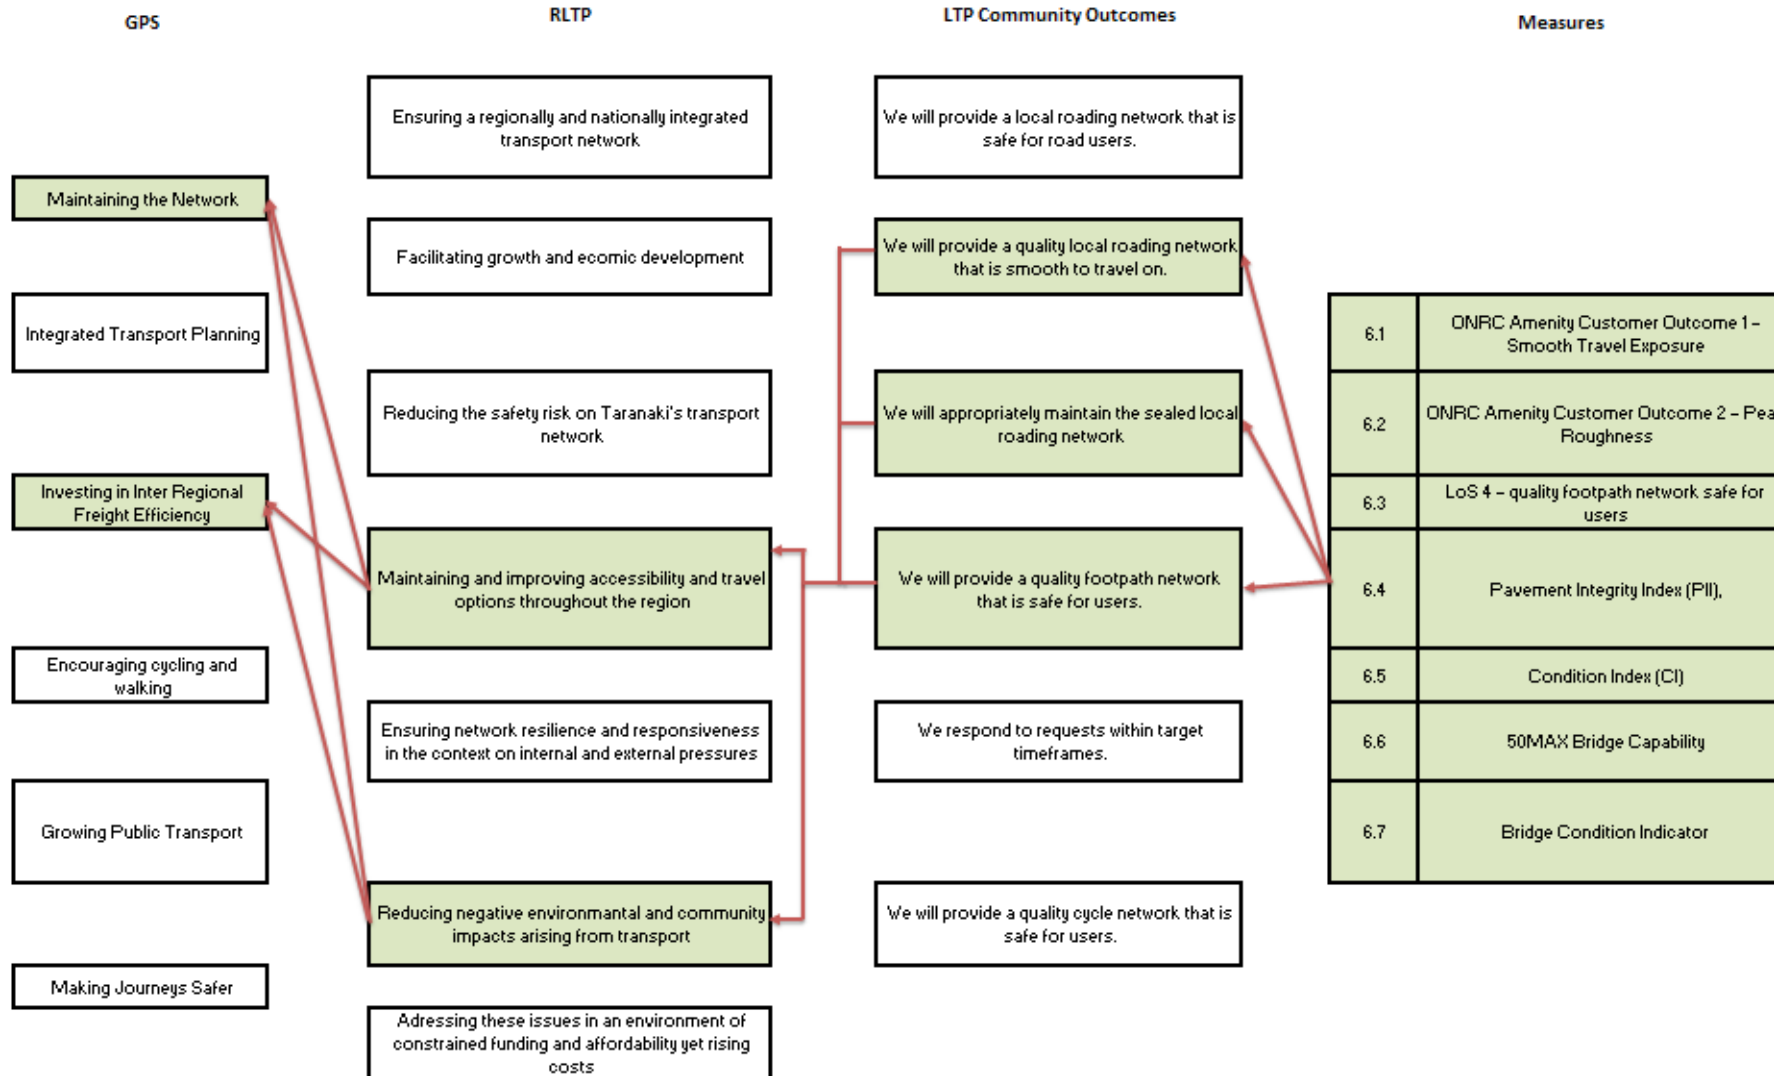 GPS
RLTP
LTP Community Outcomes
Measures
Maintaining the Network
Integrated Transport Planning
Investing in Inter Regional
Freight Efficiency
Encouraging cycling and
walking
Growing Public Transport
Making Journeys Safer
Ensuring a regionally and nationally integrated
transport network
Facilitating growth and ecomic development
Reducing the safety risk on Taranaki's transport
network
Maintaining and improving accessibility and travel
options throughout the region
Ensuring network resilience and responsiveness
in the context on internal and external pressures
Reducing negative environmantal and community
impacts arising from transport
Adressing these issues in an environment of
constrained funding and affordability yet rising
costs
We will provide a local roading network that is
safe for road users.
We will provide a quality local roading network
that is smooth to travel on.
We will appropriately maintain the sealed local
roading network
We will provide a quality footpath network
that is safe for users.
We respond to requests within target
timeframes.
We will provide a quality cycle network that is
safe for users.
6.1
ONRC Amenity Customer Outcome 1 –
Smooth Travel Exposure
6.2
ONRC Amenity Customer Outcome 2 – Pea
Roughness
6.3
LoS 4 – quality footpath network safe for
users
6.4
Pavement Integrity Index (PII),
6.5
Condition Index (CI)
6.6
50MAX Bridge Capability
6.7
Bridge Condition Indicator